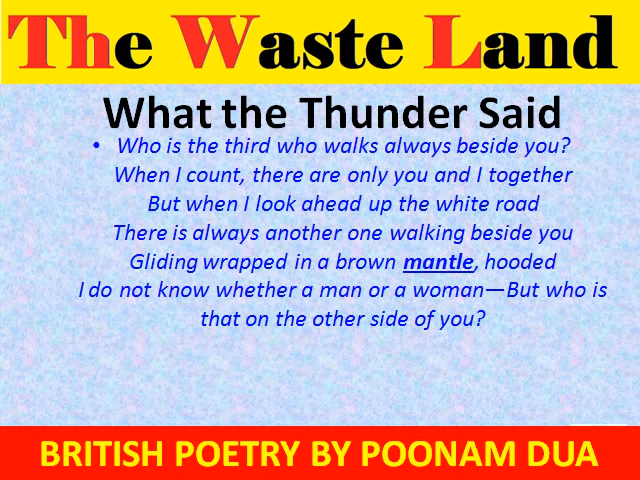 The Waste Land
What the Thunder Said
• Who is the third who walks always beside you?
When I count, there are only you and I together
But when I look ahead up the white road
There is always another one walking beside you
Gliding wrapped in a brown mantle, hooded
I do not know whether a man or a woman—But who is
that on the other side of you?
BRITISH POETRY BY POONAM DUA